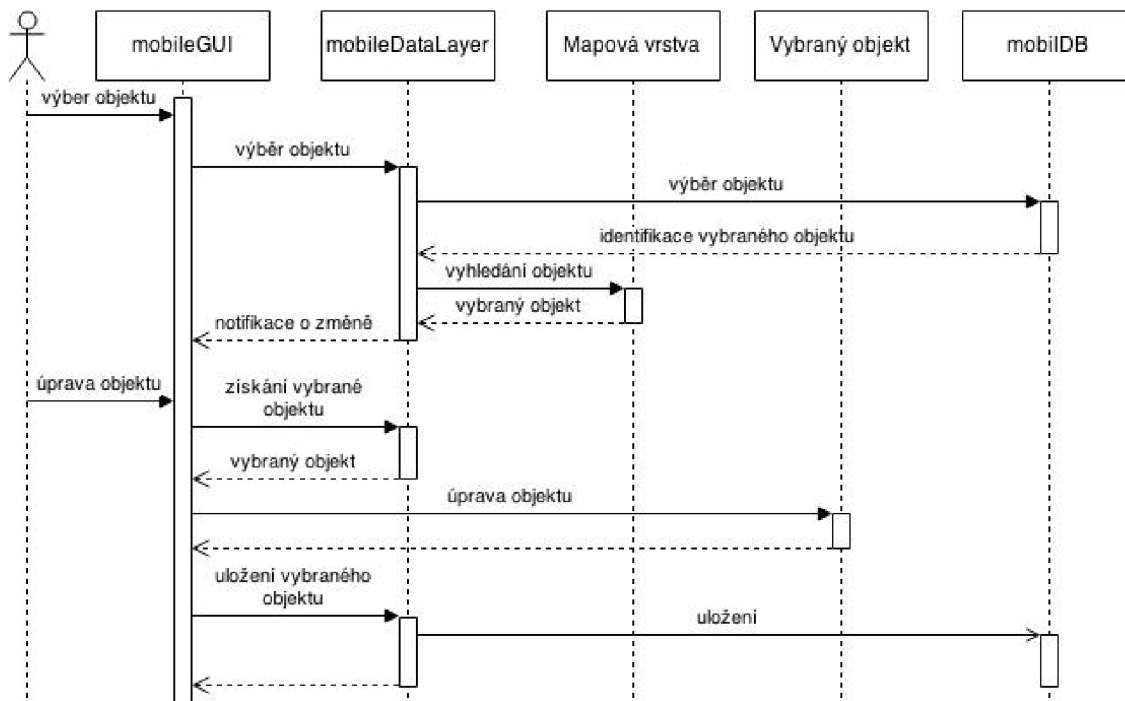 mobileGUI
mobileDataLayer
Mapová vrstva
Vybraný objekt
mobilDB
výber objektu
výběr objektu
výběr objektu
identifikace vybraného objektu
vyhledání objektu
vybraný objekt
notifikace o změně
úprava objektu
získání vybrané
objektu
vybraný objekt
úprava objektu
uložení vybraného
objektu
uložení